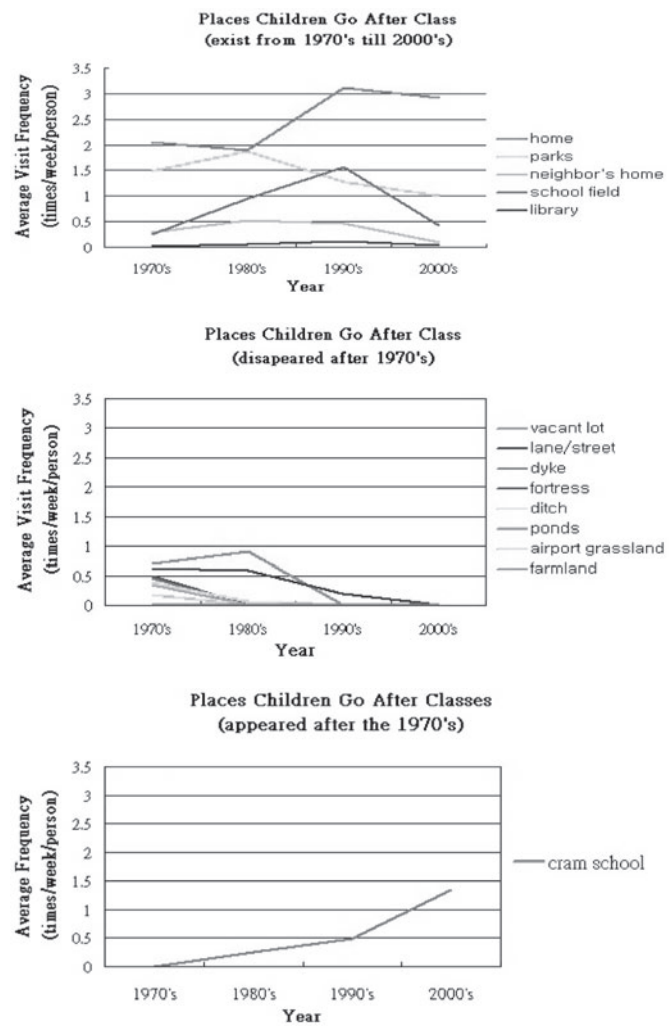 Places Children Go After Class
(exist from 1970's till 2000's)
Average Visit Frequency
(times/week/person)
3.5
3
2.5
2
1.5
1
0.5
0
1970's 1980's 1990's 2000's
Year
home
parks
neighbor's home
school field
library
Places Children Go After Class
(disapeared after 1970's)
Average Visit Frequency
(times/week/person)
3.5
3
2.5
2
1.5
1
0.5
0
1970's 1980's 1990's 2000's
Year
vacant lot
lane/street
dyke
fortress
ditch
ponds
airport grassland
farmland
Places Children Go After Classes
(appeared after the 1970's)
Average Frequency
(times/week/person)
3.5
3
2.5
2
1.5
1
0.5
0
1970's 1980's 1990's 2000's
Year
cram school